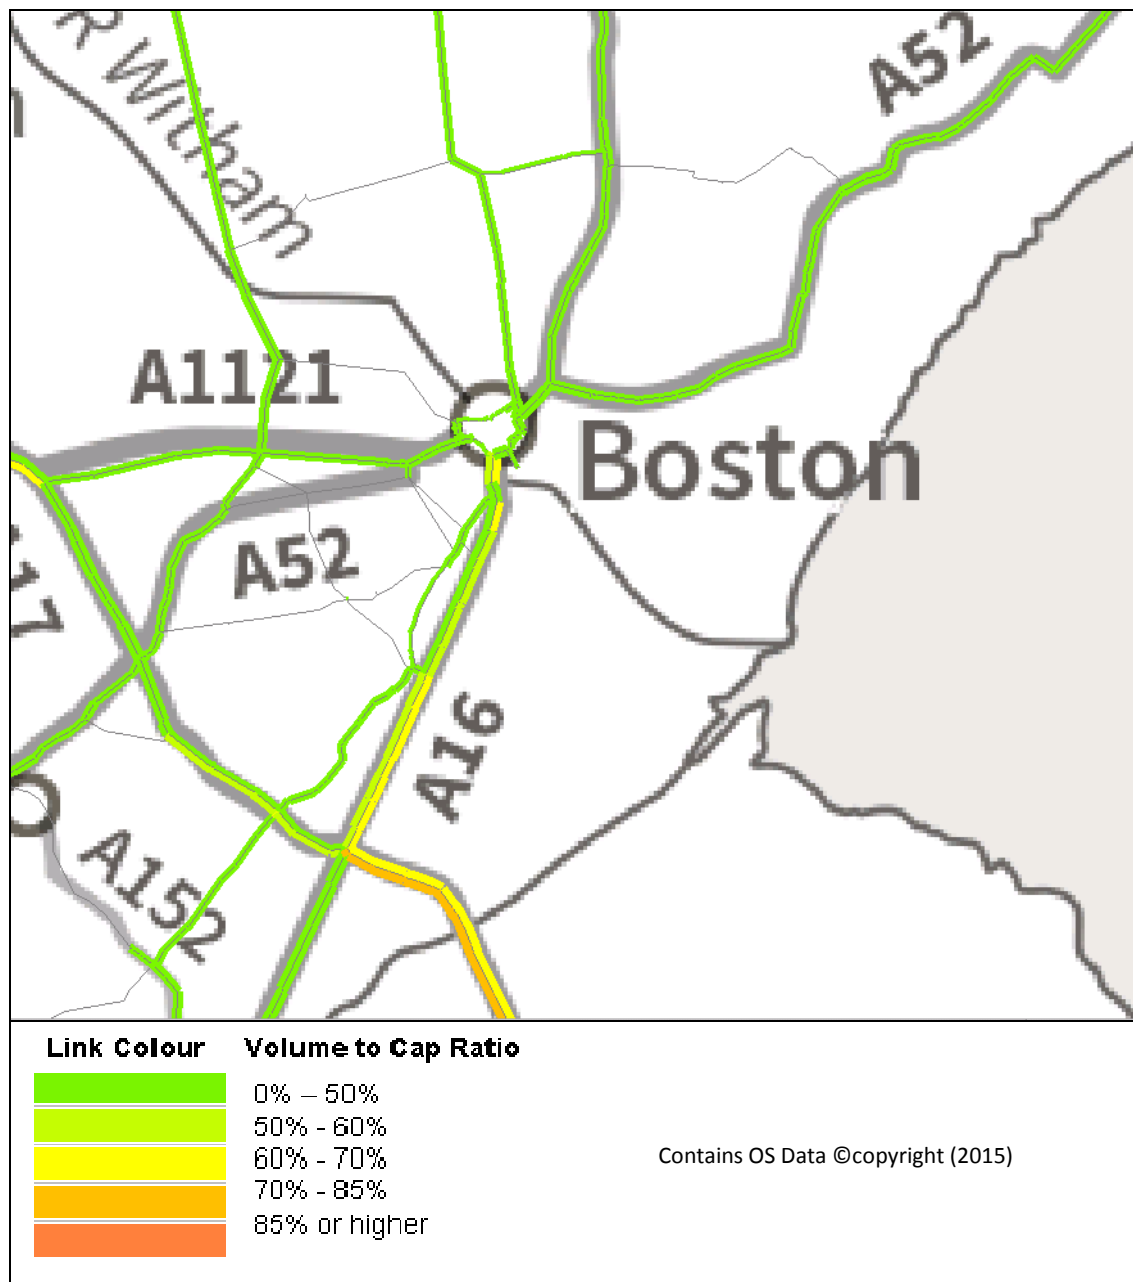 R Witham
A52
A1121
Boston
A52
17
A16
A152
Link Colour Volume to Cap Ratio
0% – 50%
50% - 60%
60% - 70%
70% - 85%
85% or higher
Contains OS Data ©copyright (2015)